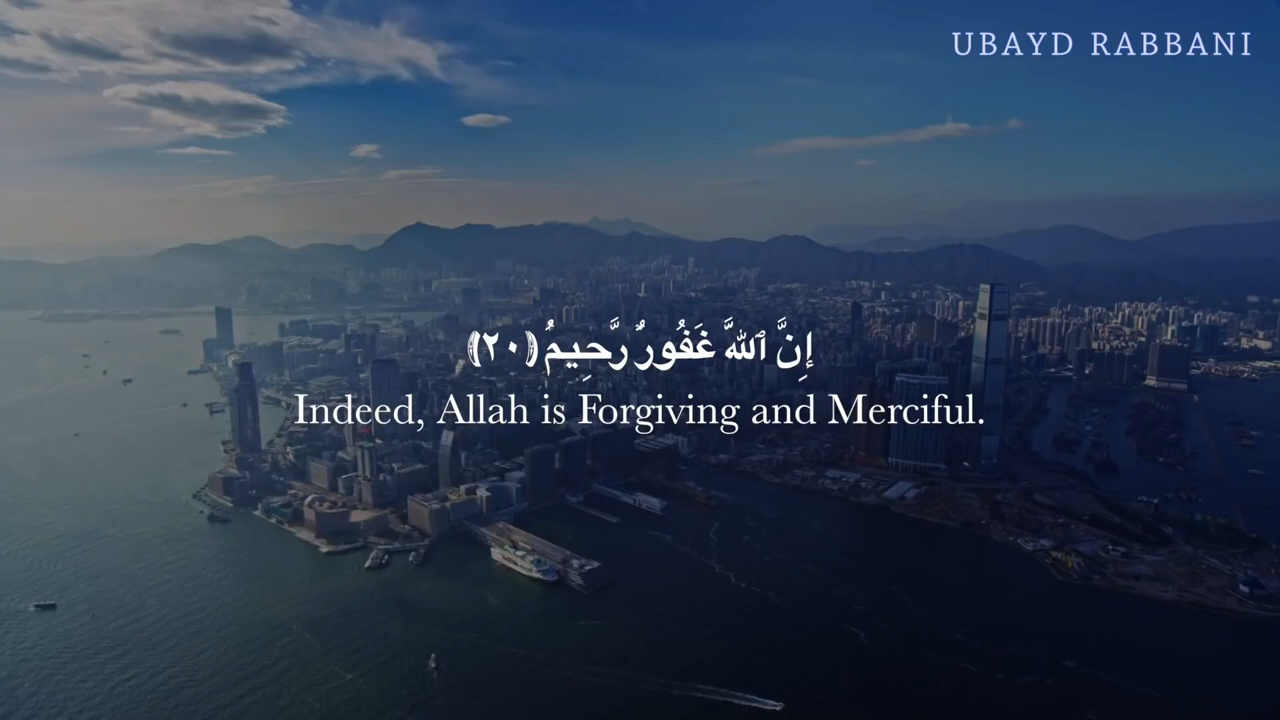 UBAYD RABBANI
إِنَّ ٱللَّهَ غَفُورٌ رَّحِيمٌ ﴿٢٠﴾
Indeed, Allah is Forgiving and Merciful.